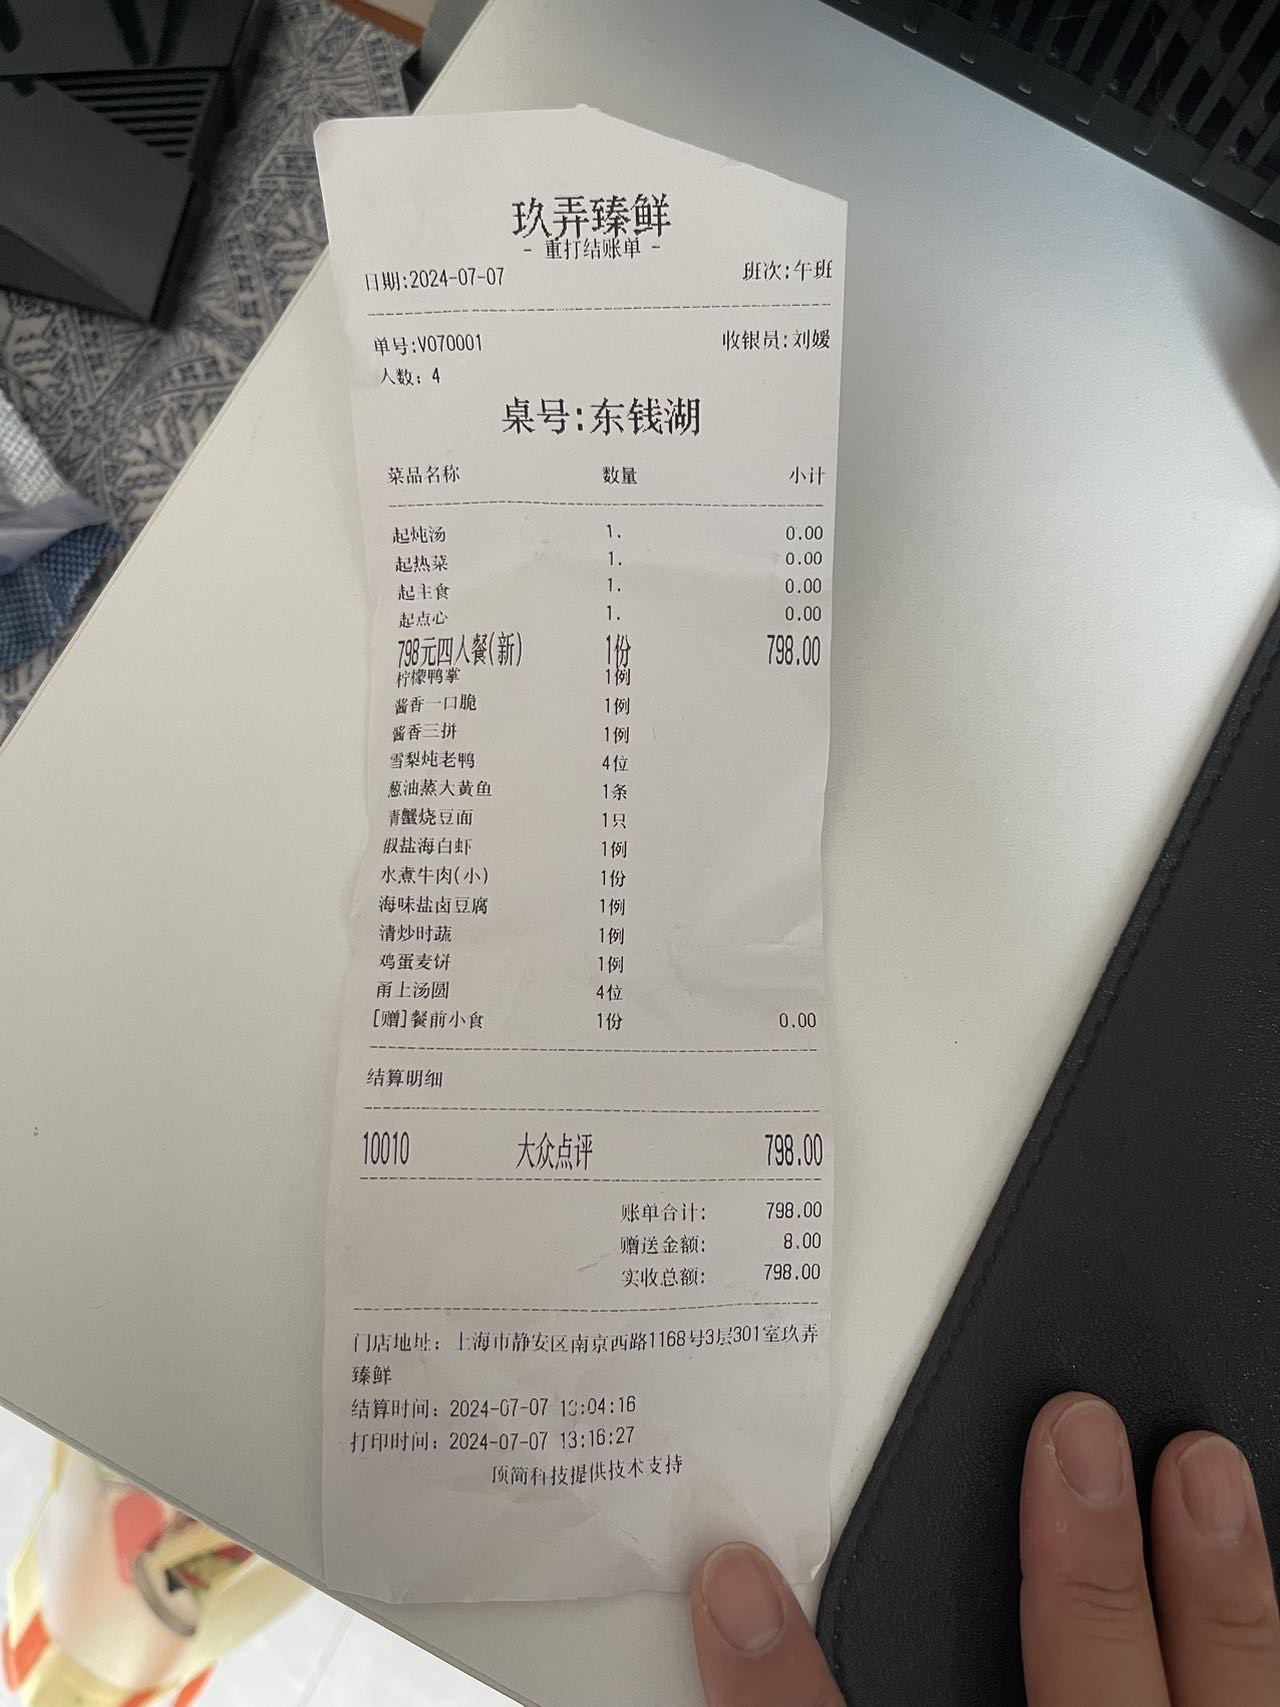 玖弄臻鲜
- 重打结账单 -
日期:2024-07-07 班次:午班
单号:V070001 收银员:刘媛
人数: 4
桌号:东钱湖
菜品名称 数量 小计
起炖汤 1. 0.00
起热菜 1. 0.00
起主食 1. 0.00
起点心 1. 0.00
798元四人餐(新) 1份 798.00
柠檬鸭掌 1例
酱香一口脆 1例
酱香三拼 1例
雪梨炖老鸭 4位
葱油蒸大黄鱼 1条
青蟹烧豆面 1只
椒盐海白虾 1例
水煮牛肉(小) 1份
海味盐卤豆腐 1例
清炒时蔬 1例
鸡蛋麦饼 1例
甬上汤圆 4位
[赠]餐前小食 1份 0.00
结算明细
10010 大众点评 798.00
账单合计: 798.00
赠送金额: 8.00
实收总额: 798.00
门店地址: 上海市静安区南京西路1168号3层301室玖弄
臻鲜
结算时间: 2024-07-07 13:04:16
打印时间: 2024-07-07 13:16:27
顶简科技提供技术支持